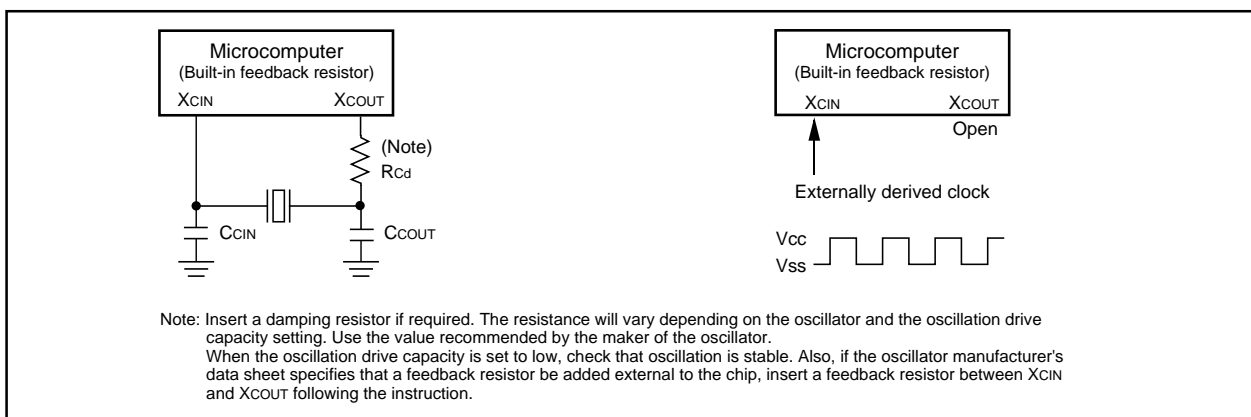 Microcomputer
(Built-in feedback resistor)
XCIN XCOUT
(Note)
RCd
CCIN CCOUT
Microcomputer
(Built-in feedback resistor)
XCIN XCOUT
Open
Externally derived clock
Vcc
Vss
Note: Insert a damping resistor if required. The resistance will vary depending on the oscillator and the oscillation drive
capacity setting. Use the value recommended by the maker of the oscillator.
When the oscillation drive capacity is set to low, check that oscillation is stable. Also, if the oscillator manufacturer's
data sheet specifies that a feedback resistor be added external to the chip, insert a feedback resistor between XCIN
and XCOUT following the instruction.